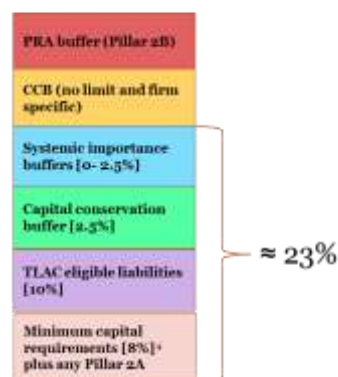 PRA buffer (Pillar 2B)
CCB (no limit and firm
specific)
Systemic importance
buffers [0- 2.5%]
Capital conservation
buffer [2.5%]
TLAC eligible liabilities
[10%]
Minimum capital
requirements [8%]+
plus any Pillar 2A
≈ 23%